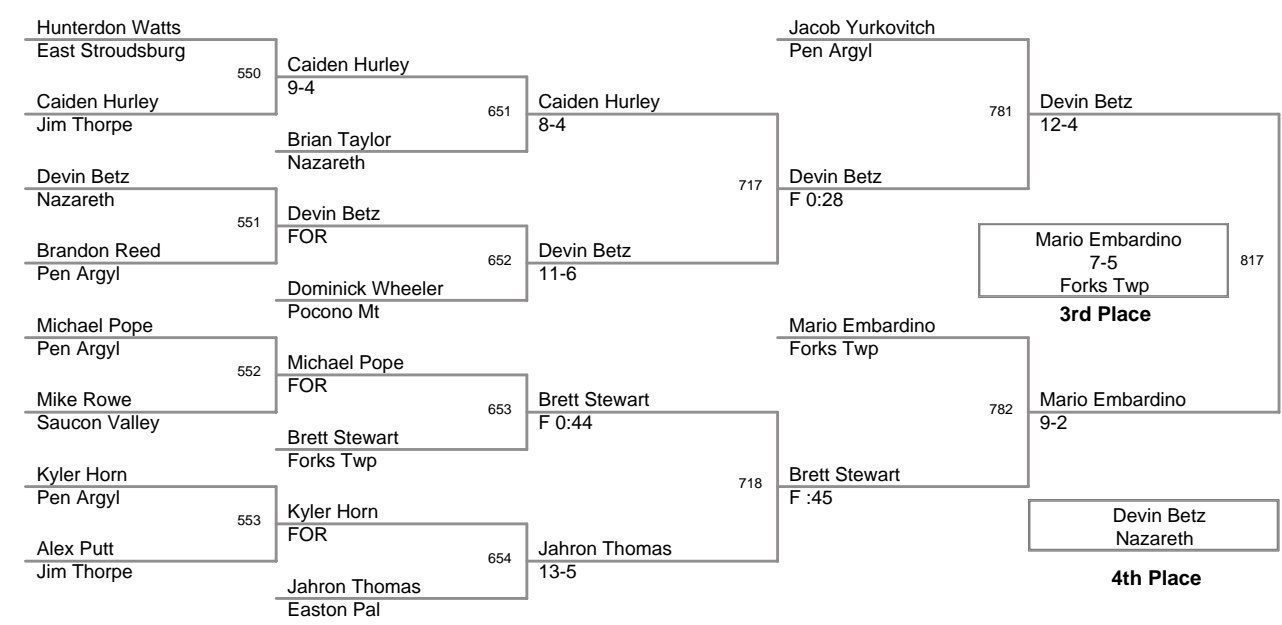 Hunterdon Watts
East Stroudsburg
550
Caiden Hurley
Jim Thorpe
Devin Betz
Nazareth
551
Brandon Reed
Pen Argyl
Michael Pope
Pen Argyl
552
Mike Rowe
Saucon Valley
Kyler Horn
Pen Argyl
553
Alex Putt
Jim Thorpe
Caiden Hurley
9-4
651
Brian Taylor
Nazareth
Devin Betz
FOR
652
Dominick Wheeler
Pocono Mt
Michael Pope
FOR
653
Brett Stewart
Forks Twp
Kyler Horn
FOR
654
Jahron Thomas
Easton Pal
Caiden Hurley
8-4
717
Devin Betz
11-6
Brett Stewart
F 0:44
718
Jahron Thomas
13-5
Jacob Yurkovitch
Pen Argyl
781
Devin Betz
F 0:28
Mario Embardino
Forks Twp
782
Brett Stewart
F :45
Devin Betz
12-4
817
Mario Embardino
9-2
Mario Embardino
7-5
Forks Twp
3rd Place
Devin Betz
Nazareth
4th Place